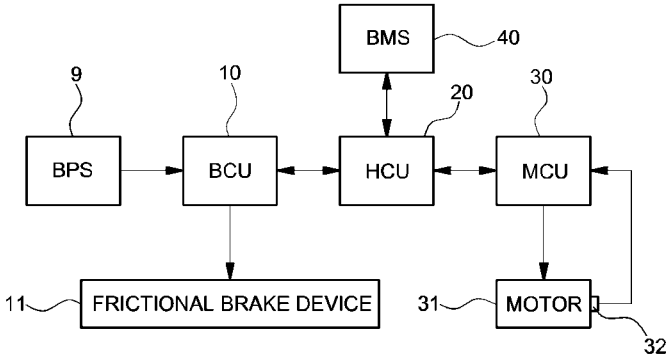 BMS
40
9
10
20
30
BPS
BCU
HCU
MCU
11
FRICTIONAL BRAKE DEVICE
31
MOTOR
32